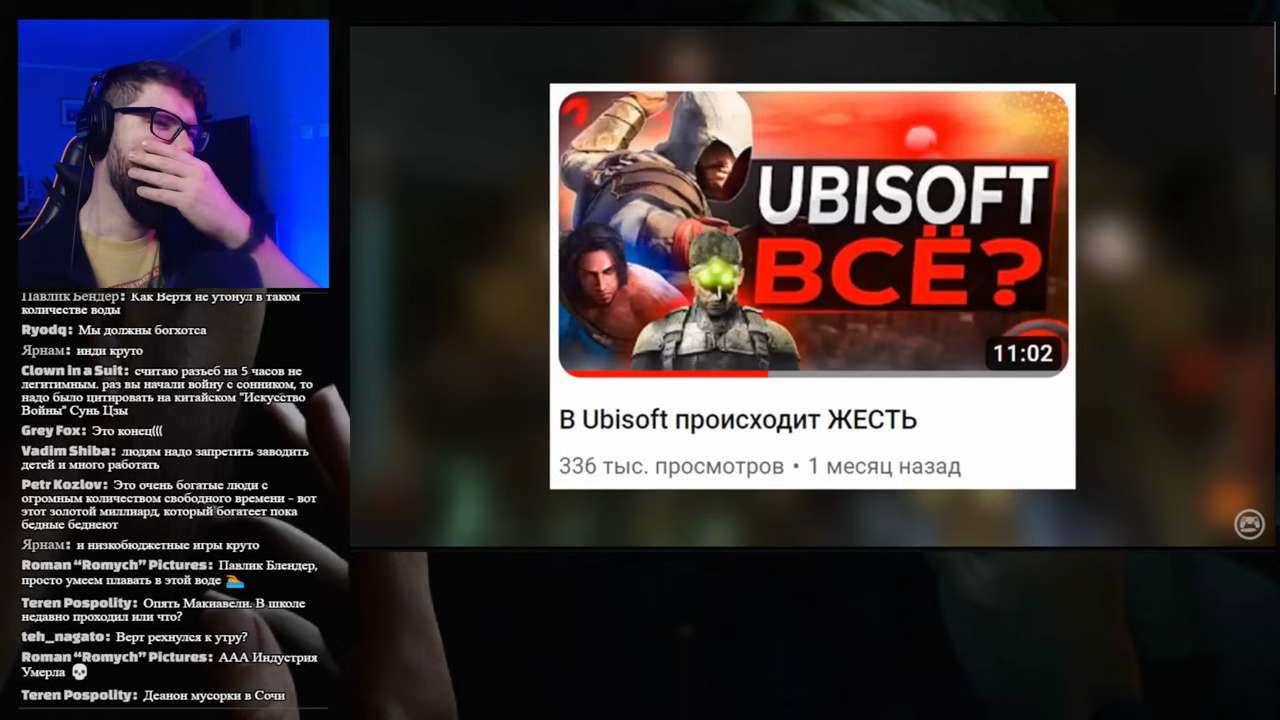 Павлик Бендер: Как Вертя не утонул в таком
количестве воды
Ryodq: Мы должны богхотса
Ярнам: инди круто
Clown in a Suit: считаю разъеб на 5 часов не
легитимным. раз вы начали войну с сонником, то
надо было цитировать на китайском "Искусство
Войны" Сунь Цзы
Grey Fox: Это конец(((
Vadim Shiba: людям надо запретить заводить
детей и много работать
Petr Kozlov: Это очень богатые люди с
огромным количеством свободного времени - вот
этот золотой миллиард, который богатеет пока
бедные беднеют
Ярнам: и низкобюджетные игры круто
Roman “Romych” Pictures: Павлик Блендер,
просто умеем плавать в этой воде 🏊
Teren Pospolity: Опять Макиавели. В школе
недавно проходил или что?
teh_nagato: Верт рехнулся к утру?
Roman “Romych” Pictures: ААА Индустрия
Умерла 💀
Teren Pospolity: Деанон мусорки в Сочи
UBISOFT
ВСЁ?
11:02
В Ubisoft происходит ЖЕСТЬ
336 тыс. просмотров • 1 месяц назад